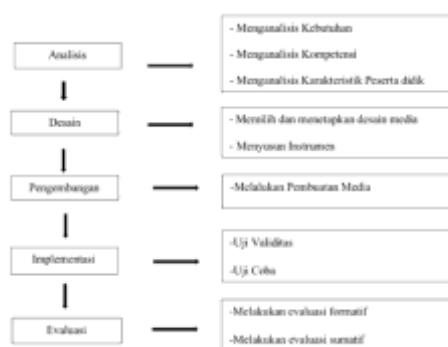 Analisis
- Menganalisis Kebutuhan
- Menganalisis Kompetensi
- Menganalisis Karakteristik Peserta didik
Desain
- Memilih dan menetapkan desain media
- Menyusun Instrumen
Pengembangan
-Melalukan Pembuatan Media
Implementasi
-Uji Validitas
-Uji Coba
Evaluasi
-Melakukan evaluasi formatif
-Melakukan evaluasi sumatif